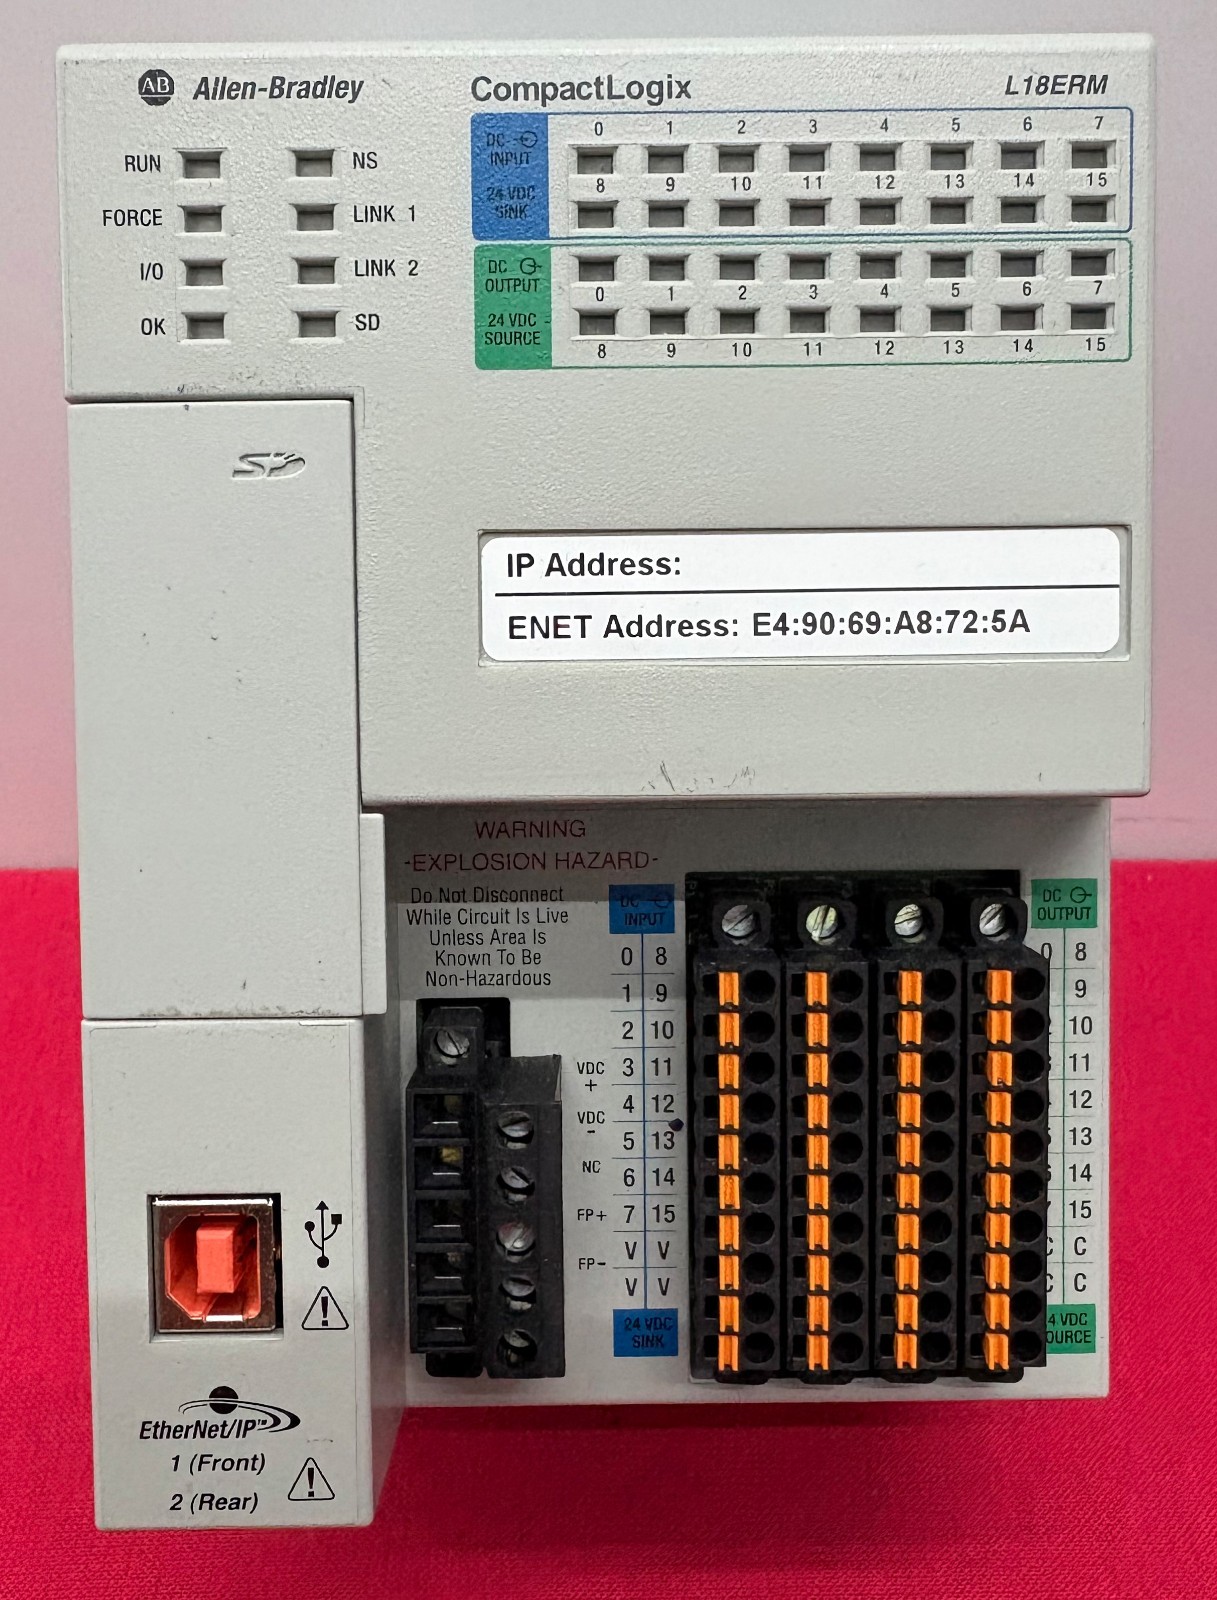 AB Allen-Bradley
CompactLogix
L18ERM
RUN NS
FORCE LINK 1
I/O LINK 2
OK SD
DC INPUT
24 VDC SINK
0 1 2 3 4 5 6 7
8 9 10 11 12 13 14 15
DC OUTPUT
24 VDC SOURCE
0 1 2 3 4 5 6 7
8 9 10 11 12 13 14 15
SD
IP Address:
ENET Address: E4:90:69:A8:72:5A
WARNING
-EXPLOSION HAZARD-
Do Not Disconnect
While Circuit Is Live
Unless Area Is
Known To Be
Non-Hazardous
VDC
+
VDC
-
NC
FP+
FP-
DC
INPUT
0 8
1 9
2 10
3 11
4 12
5 13
6 14
7 15
V V
V V
24 VDC
SINK
DC
OUTPUT
0 8
9
10
11
12
13
14
15
C C
C C
4 VDC
OURCE
EtherNet/IP™
1 (Front)
2 (Rear)